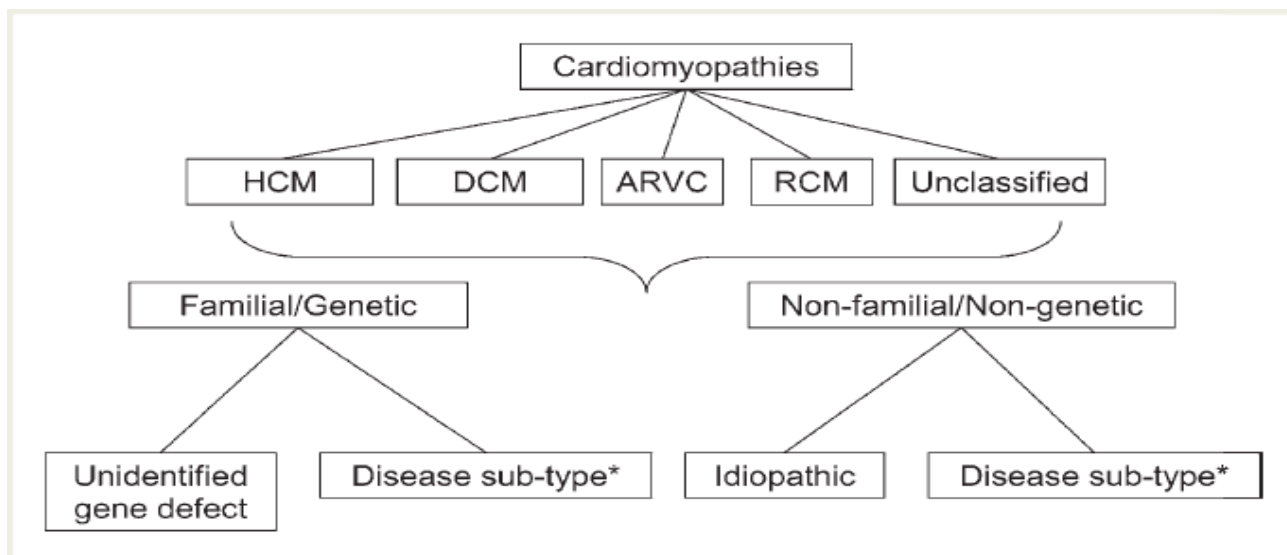 Cardiomyopathies
HCM
DCM
ARVC
RCM
Unclassified
Familial/Genetic
Non-familial/Non-genetic
Unidentified
gene defect
Disease sub-type*
Idiopathic
Disease sub-type*